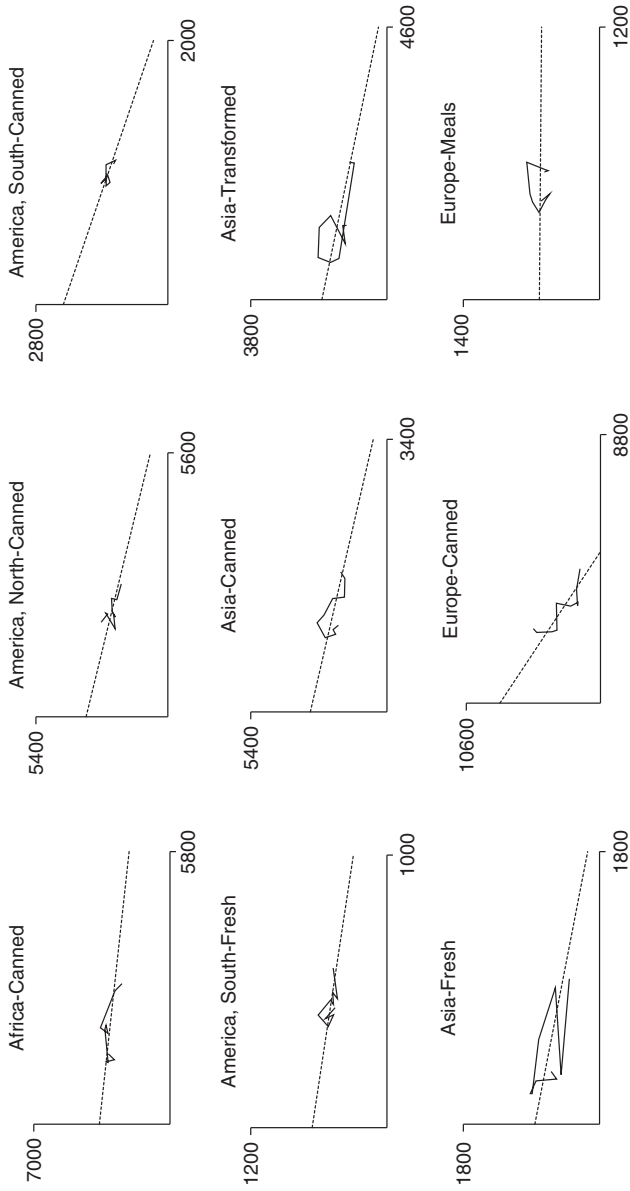 Africa-Canned
7000
5800
America, North-Canned
5400
5600
America, South-Canned
2800
2000
America, South-Fresh
1200
1000
Asia-Canned
5400
3400
Asia-Transformed
3800
4600
Asia-Fresh
1800
1800
Europe-Canned
10600
8800
Europe-Meals
1400
1200